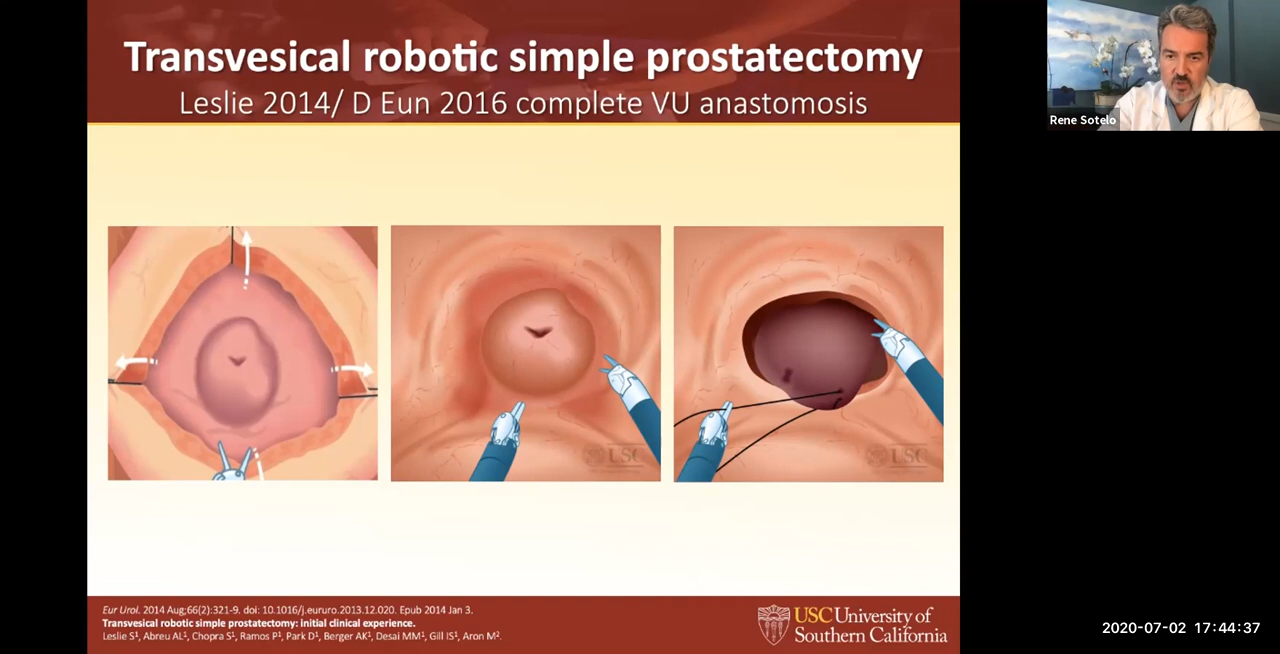 Transvesical robotic simple prostatectomy
Leslie 2014/ D Eun 2016 complete VU anastomosis
Rene Sotelo
USC
USC
Eur Urol. 2014 Aug;66(2):321-9. doi: 10.1016/j.eururo.2013.12.020. Epub 2014 Jan 3.
Transvesical robotic simple prostatectomy: initial clinical experience.
Leslie S¹, Abreu AL¹, Chopra S¹, Ramos P¹, Park D¹, Berger AK¹, Desai MM¹, Gill IS¹, Aron M².
USC University of
Southern California
2020-07-02 17:44:37